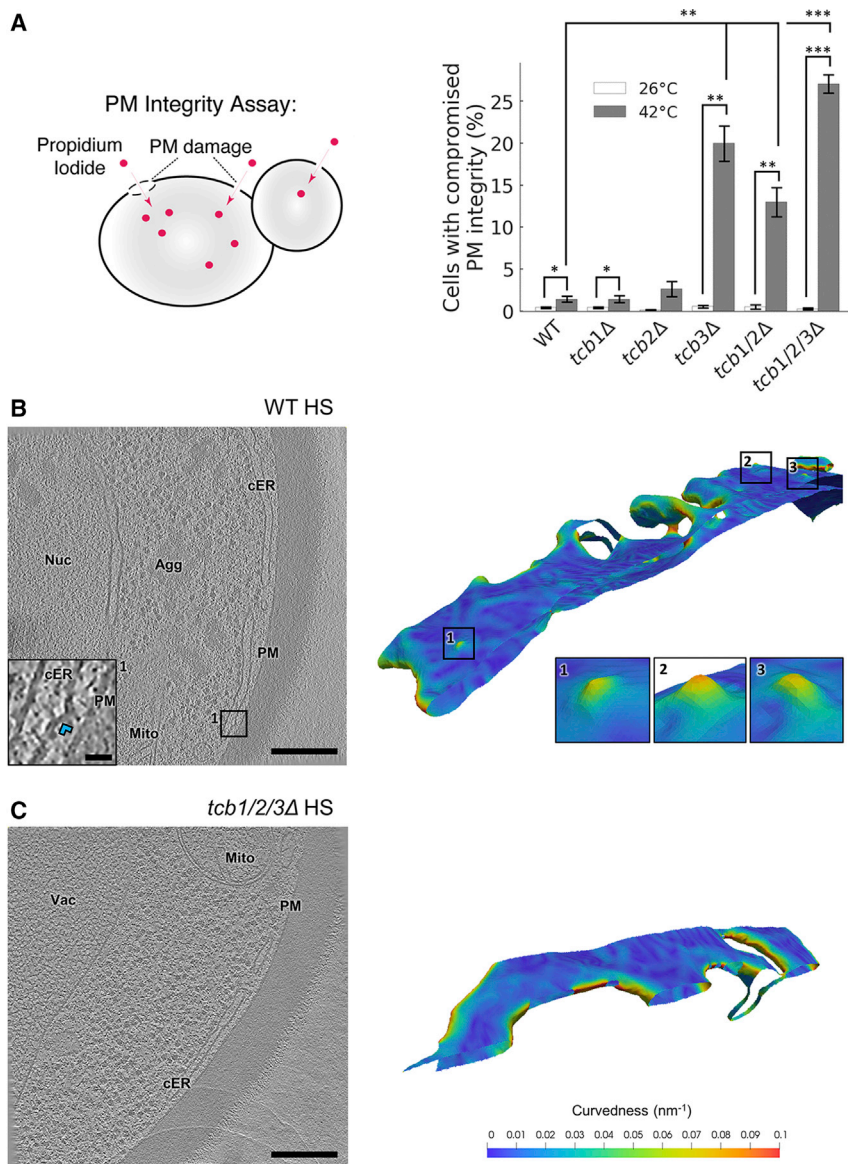 A
PM Integrity Assay:
Propidium
Iodide
PM damage
Cells with compromised
PM integrity (%)
25
20
15
10
5
0
26°C
42°C
**
***
***
**
**
*
*
WT
tcb1Δ
tcb2Δ
tcb3Δ
tcb1/2Δ
tcb1/2/3Δ
B
WT HS
cER
Nuc
Agg
PM
1
cER
PM
Mito
1
2
3
1
1
2
3
C
tcb1/2/3Δ HS
Mito
Vac
PM
cER
Curvedness (nm⁻¹)
0 0.01 0.02 0.03 0.04 0.05 0.06 0.07 0.08 0.09 0.1